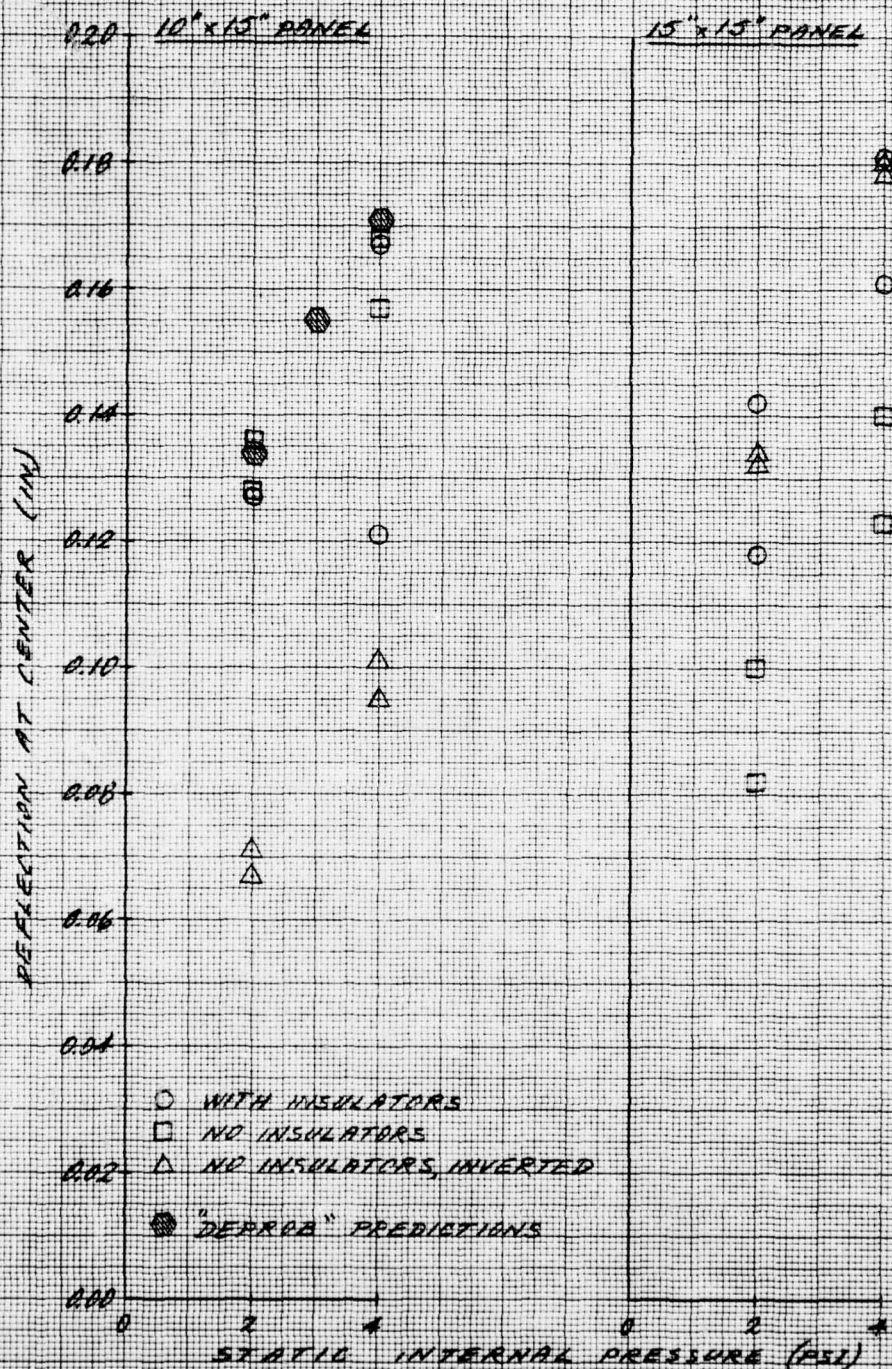 10" x 15" PANEL
15" x 15" PANEL
0.20
0.18
0.16
0.14
0.12
0.10
0.08
0.06
0.04
0.02
0.00
DEFLECTION AT CENTER (IN)
WITH INSULATORS
NO INSULATORS
NO INSULATORS, INVERTED
"DEPROB" PREDICTIONS
0 2 4
0 2 4
STATIC INTERNAL PRESSURE (PSI)